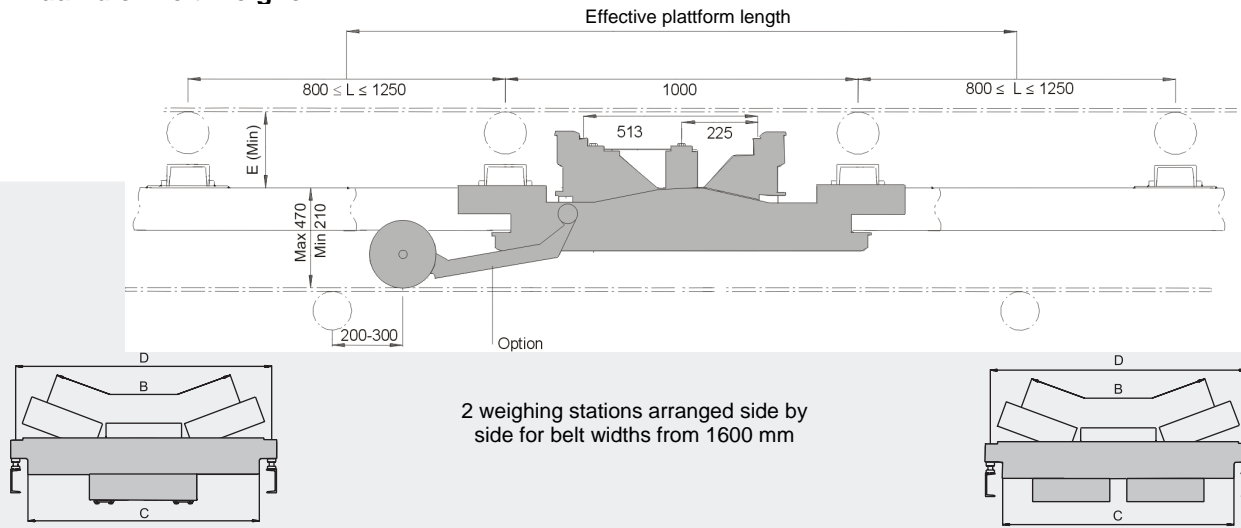 Effective plattform length
800 ≤ L ≤ 1250
1000
800 ≤ L ≤ 1250
513
225
E (Min)
Max 470
Min 210
200-300
Option
D
B
C
2 weighing stations arranged side by
side for belt widths from 1600 mm
D
B
C